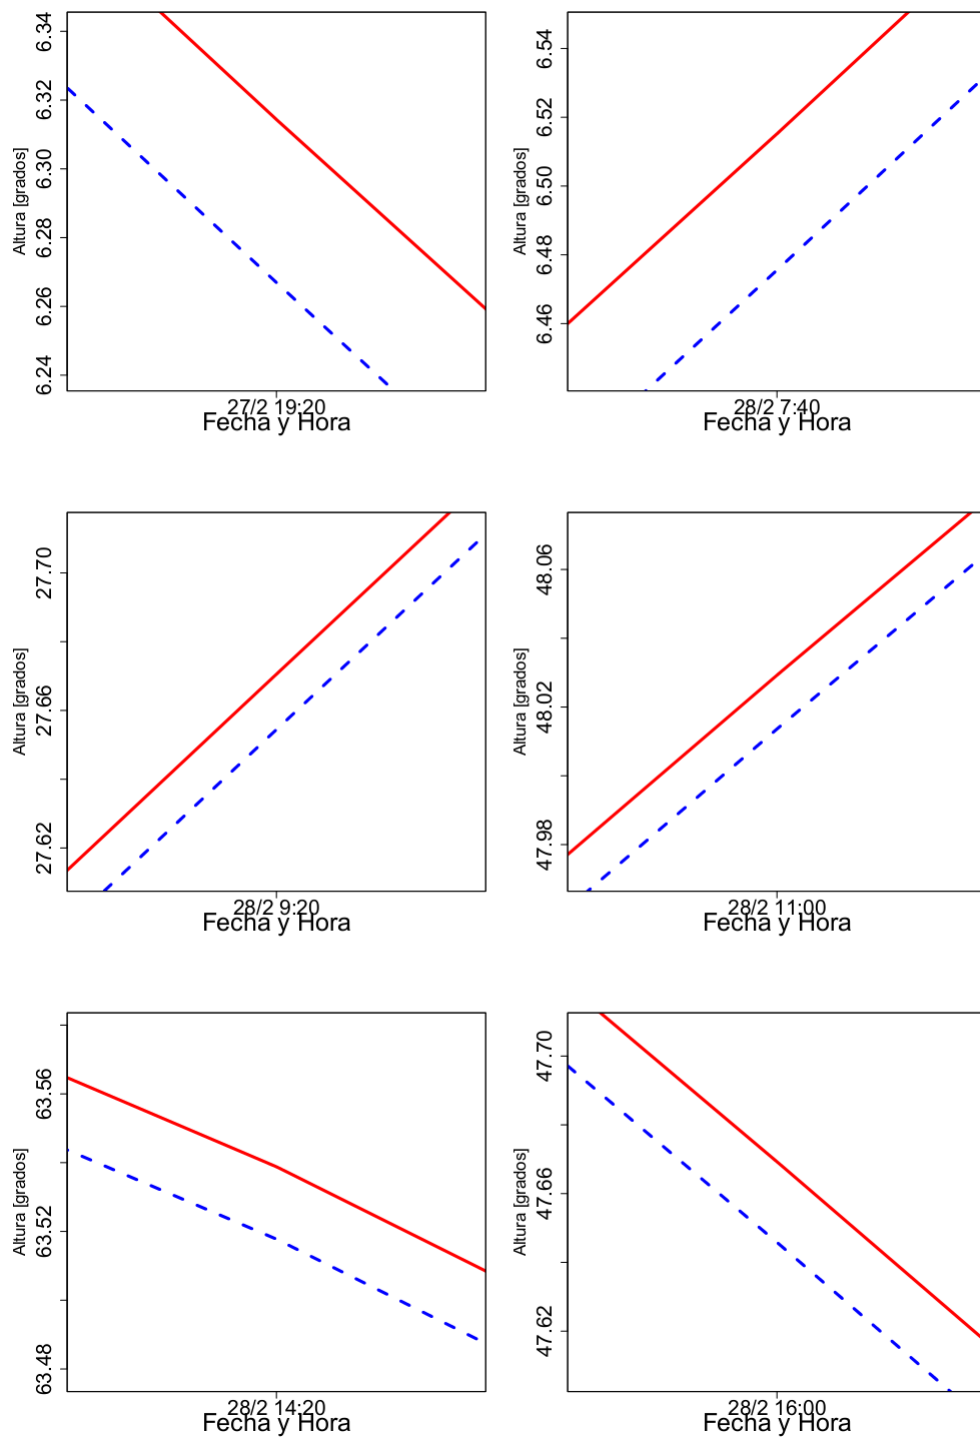 Altura [grados]
6.34
6.32
6.30
6.28
6.26
6.24
27/2 19:20
Fecha y Hora
Altura [grados]
6.54
6.52
6.50
6.48
6.46
28/2 7:40
Fecha y Hora
Altura [grados]
27.70
27.66
27.62
28/2 9:20
Fecha y Hora
Altura [grados]
48.06
48.02
47.98
28/2 11:00
Fecha y Hora
Altura [grados]
63.56
63.52
63.48
28/2 14:20
Fecha y Hora
Altura [grados]
47.70
47.66
47.62
28/2 16:00
Fecha y Hora